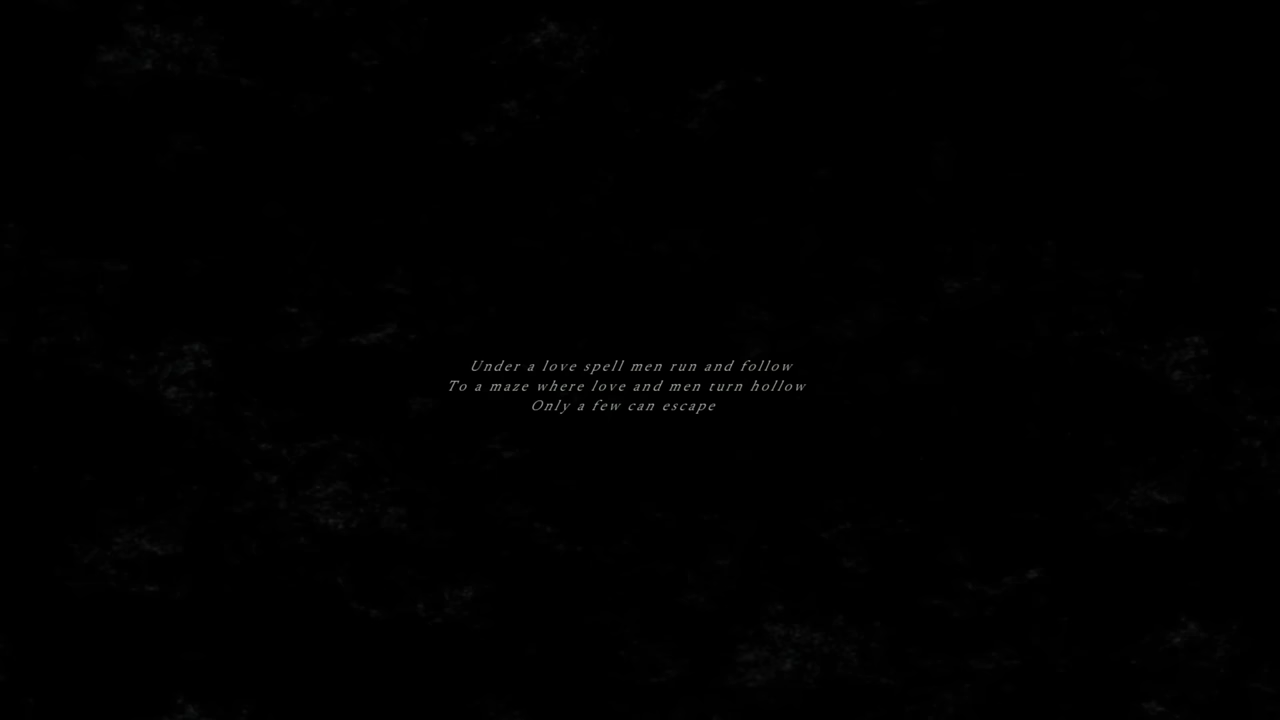 Under a love spell men run and follow
To a maze where love and men turn hollow
Only a few can escape